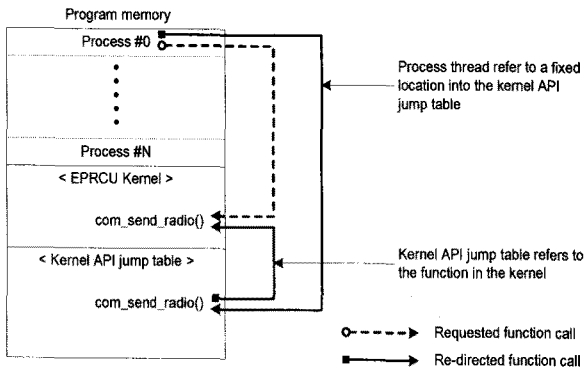 Program memory
Process #0
Process thread refer to a fixed
location into the kernel API
jump table
Process #N
< EPRCU Kernel >
com_send_radio()
< Kernel API jump table >
Kernel API jump table refers to
the function in the kernel
com_send_radio()
Requested function call
Re-directed function call